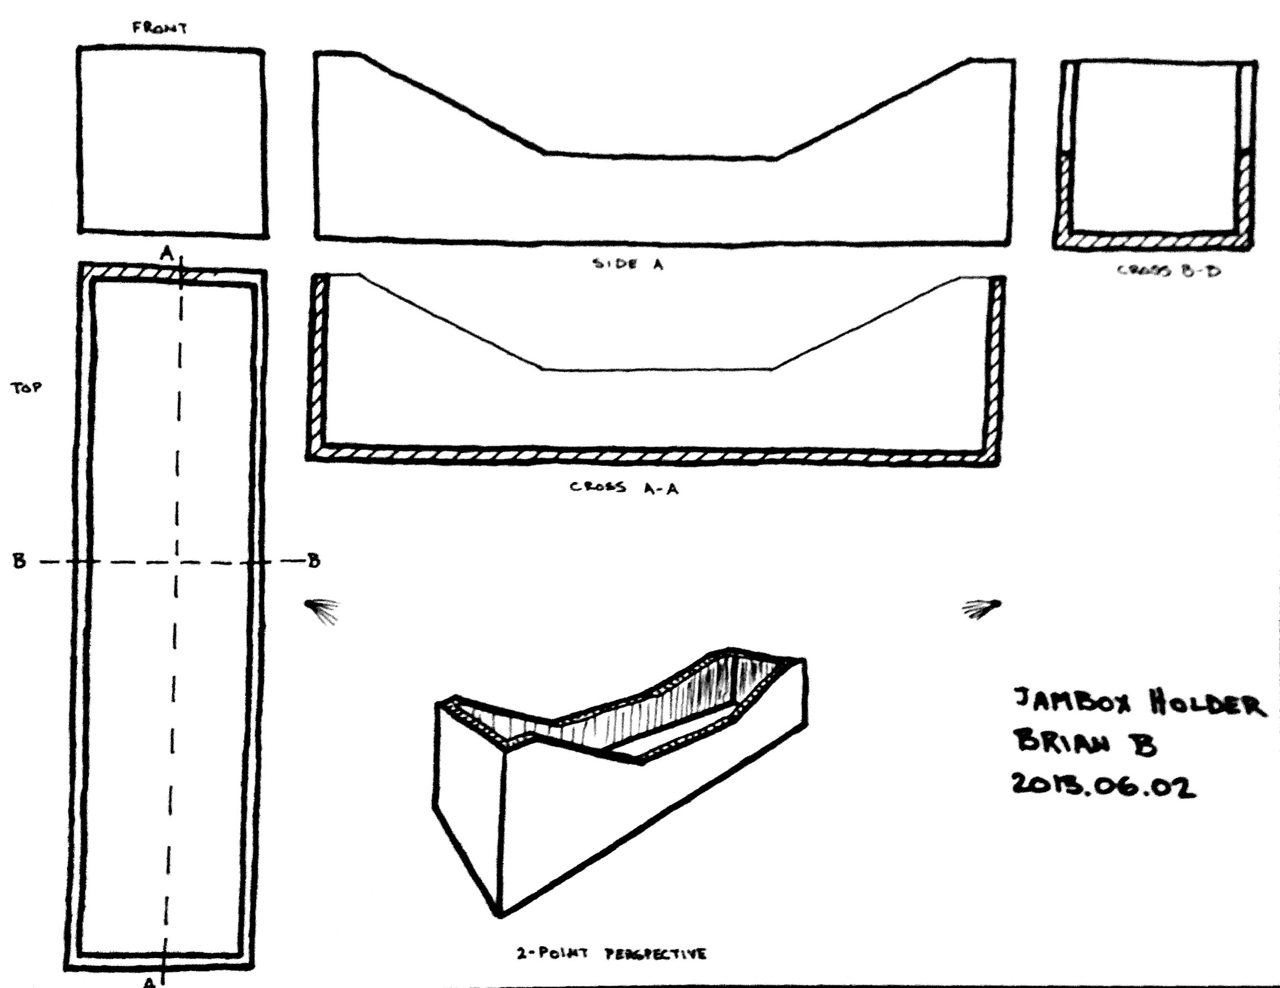 FRONT
SIDE A
CROSS B-B
A
TOP
CROSS A-A
B
B
JAMBOX HOLDER
BRIAN B
2013.06.02
2-POINT PERSPECTIVE
A